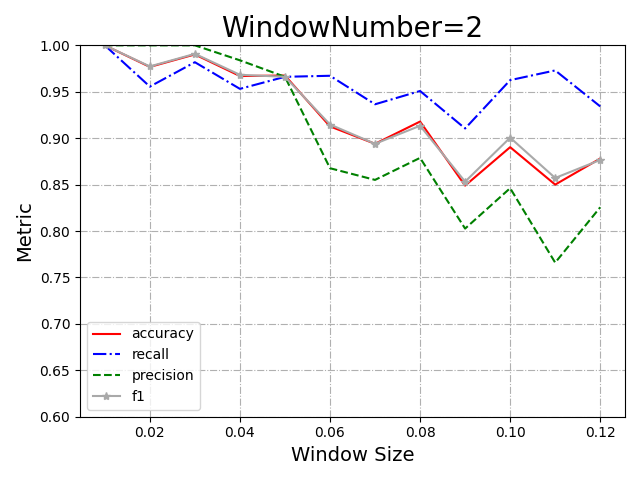 WindowNumber=2
1.00
0.95
0.90
0.85
0.80
0.75
0.70
0.65
0.60
Metric
accuracy
recall
precision
f1
0.02 0.04 0.06 0.08 0.10 0.12
Window Size